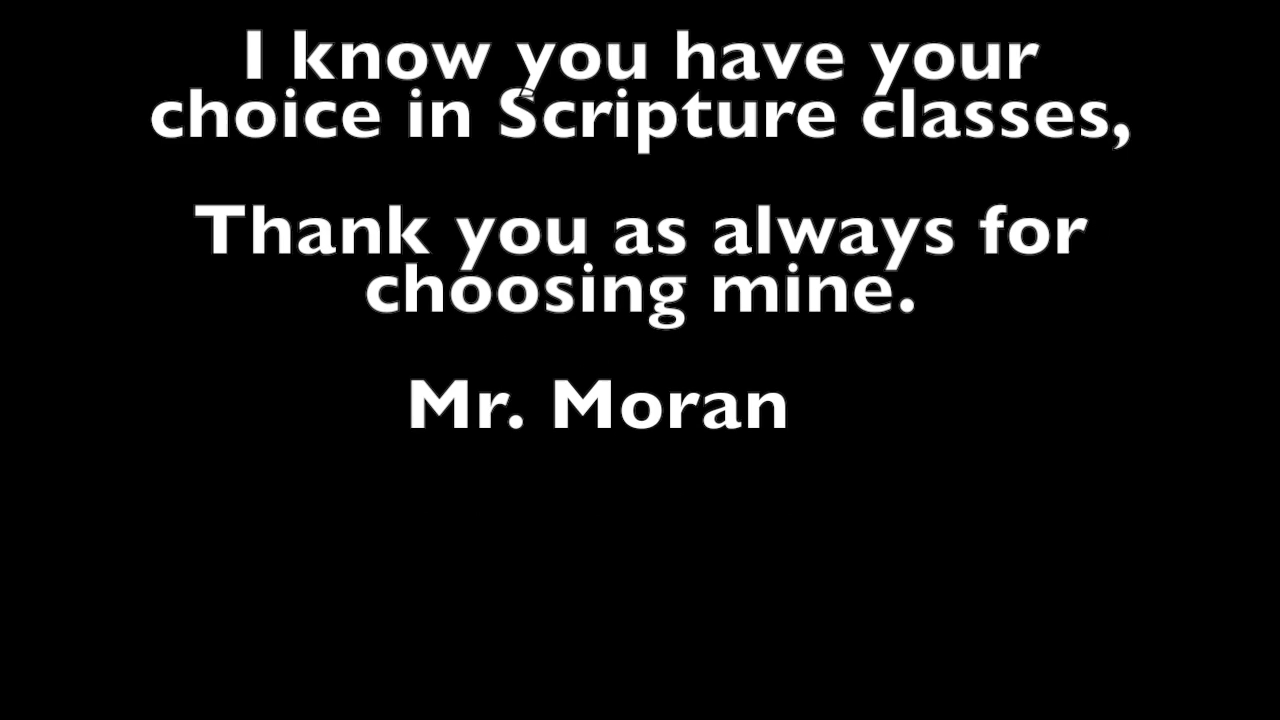 I know you have your
choice in Scripture classes,
Thank you as always for
choosing mine.
Mr. Moran